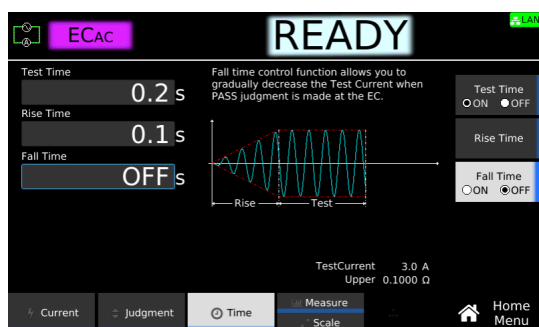 ECAC
READY
LAN
Test Time
0.2 s
Rise Time
0.1 s
Fall Time
OFF s
Fall time control function allows you to
gradually decrease the Test Current when
PASS judgment is made at the EC.
Rise
Test
TestCurrent 3.0 A
Upper 0.1000 Ω
Test Time
ON OFF
Rise Time
Fall Time
ON OFF
Current
Judgment
Time
Measure
Scale
Home
Menu